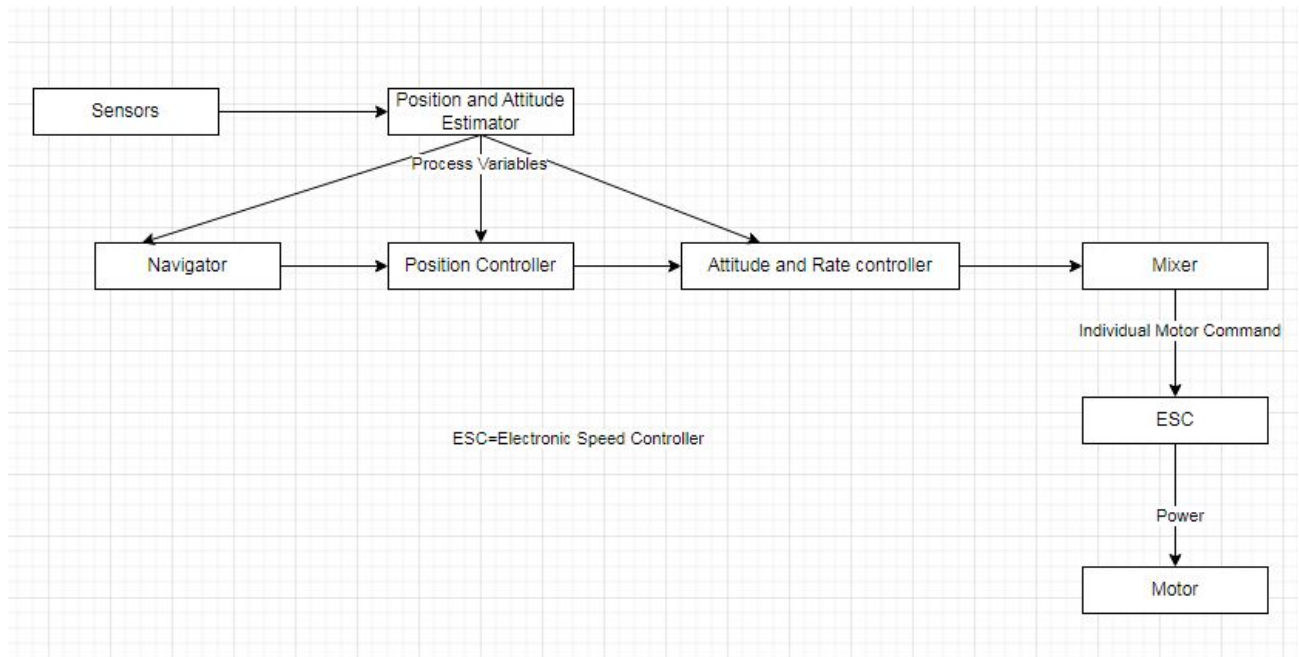 Sensors
Position and Attitude
Estimator
Process Variables
Navigator
Position Controller
Attitude and Rate controller
Mixer
Individual Motor Command
ESC
ESC=Electronic Speed Controller
Power
Motor